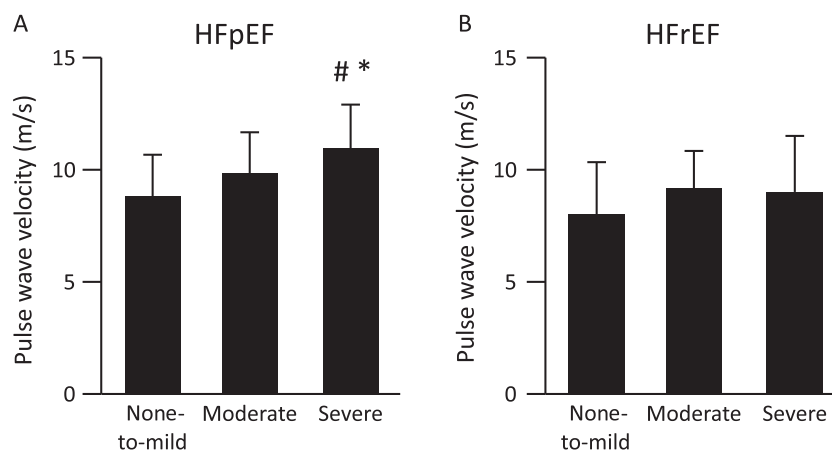 A
HFpEF
Pulse wave velocity (m/s)
15
10
5
0
# *
None-
to-mild
Moderate
Severe
B
HFrEF
Pulse wave velocity (m/s)
15
10
5
0
None-
to-mild
Moderate
Severe